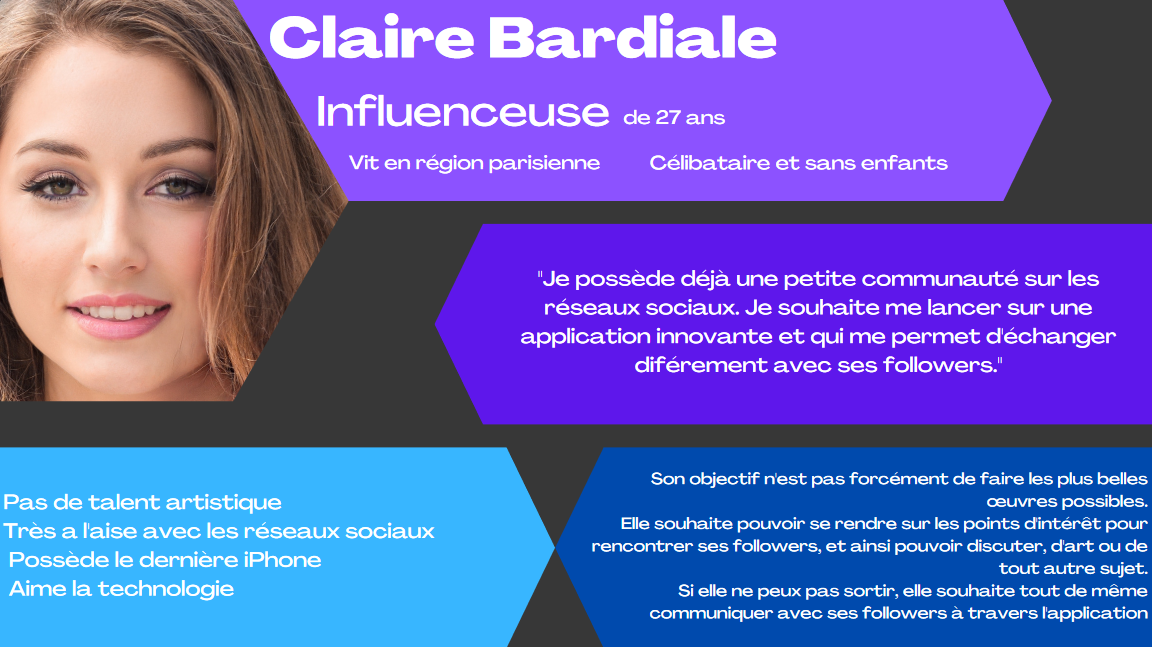 Claire Bardiale
Influenceuse de 27 ans
Vit en région parisienne Célibataire et sans enfants
"Je possède déjà une petite communauté sur les
réseaux sociaux. Je souhaite me lancer sur une
application innovante et qui me permet d'échanger
diférement avec ses followers."
Pas de talent artistique
Très a l'aise avec les réseaux sociaux
Possède le dernière iPhone
Aime la technologie
Son objectif n'est pas forcément de faire les plus belles
œuvres possibles.
Elle souhaite pouvoir se rendre sur les points d'intérêt pour
rencontrer ses followers, et ainsi pouvoir discuter, d'art ou de
tout autre sujet.
Si elle ne peux pas sortir, elle souhaite tout de même
communiquer avec ses followers à travers l'application